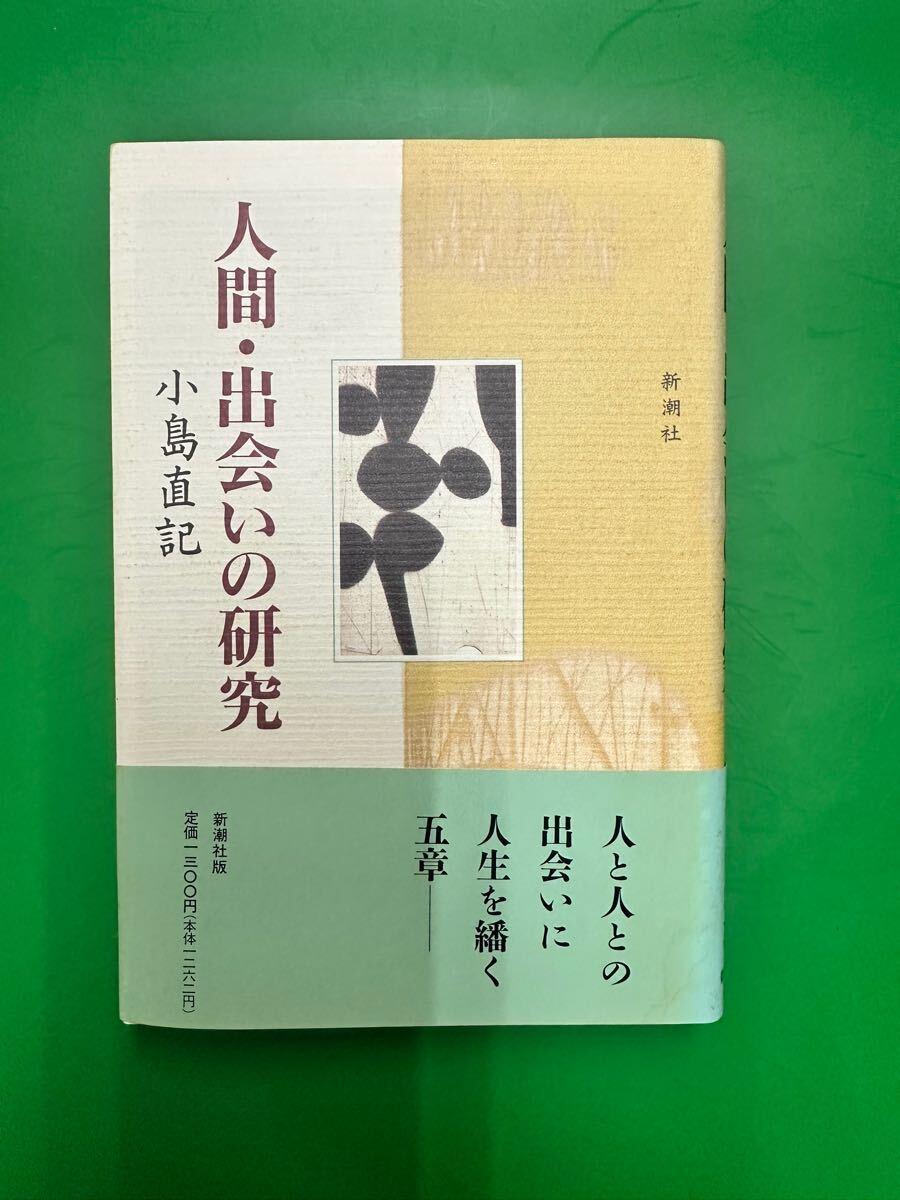 新潮社
人間・出会いの研究
小島直記
人と人との
出会いに
人生を繙く
五章――
新潮社版
定価一三〇〇円(本体一二六二円)